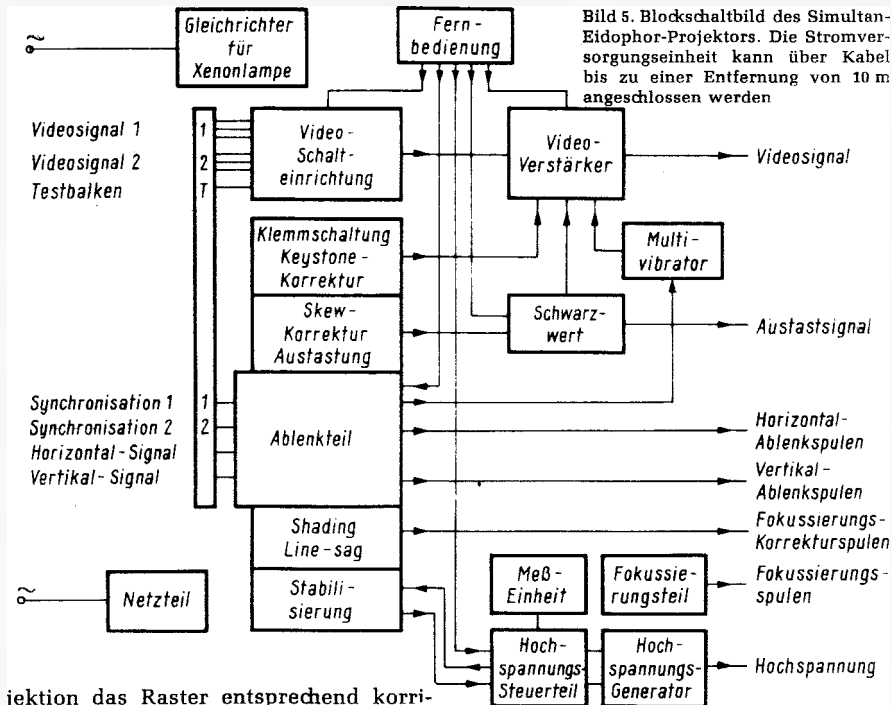 Gleichrichter
für
Xenonlampe
Fern-
bedienung
Bild 5. Blockschaltbild des Simultan-
Eidophor-Projektors. Die Stromver-
sorgungseinheit kann über Kabel
bis zu einer Entfernung von 10 m
angeschlossen werden
Videosignal 1
Videosignal 2
Testbalken
1
2
T
Video-
Schalt-
einrichtung
Video-
Verstärker
Videosignal
Klemmschaltung
Keystone-
Korrektur
Multi-
vibrator
Skew-
Korrektur
Austastung
Schwarz-
wert
Austastsignal
Synchronisation 1
Synchronisation 2
Horizontal-Signal
Vertikal-Signal
1
2
Ablenkteil
Horizontal-
Ablenkspulen
Vertikal-
Ablenkspulen
Shading
Line-sag
Fokussierungs-
Korrekturspulen
Netzteil
Stabili-
sierung
Meß-
Einheit
Fokussie-
rungsteil
Fokussierungs-
spulen
Hoch-
spannungs-
Steuerteil
Hoch-
spannungs-
Generator
Hochspannung
jektion das Raster entsprechend korri-